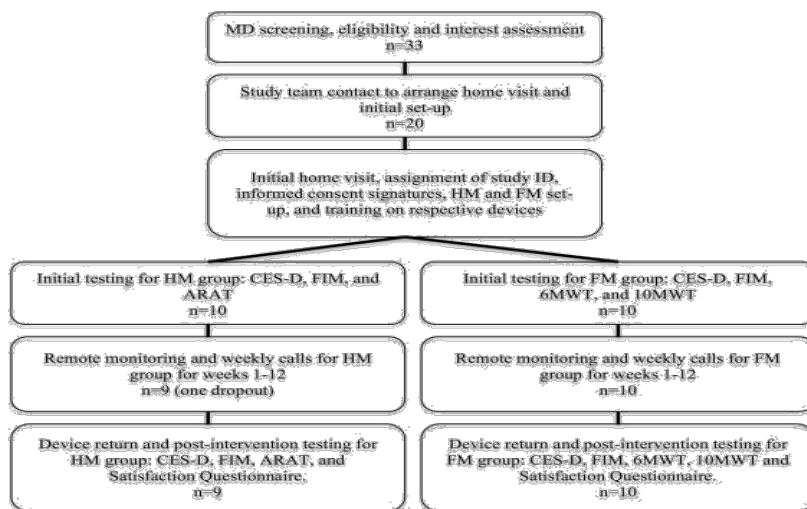 MD screening, eligibility and interest assessment
n=33
Study team contact to arrange home visit and
initial set-up
n=20
Initial home visit, assignment of study ID,
informed consent signatures, HM and FM set-
up, and training on respective devices
Initial testing for HM group: CES-D, FIM, and
ARAT
n=10
Initial testing for FM group: CES-D, FIM,
6MWT, and 10MWT
n=10
Remote monitoring and weekly calls for HM
group for weeks 1-12
n=9 (one dropout)
Remote monitoring and weekly calls for FM
group for weeks 1-12
n=10
Device return and post-intervention testing for
HM group: CES-D, FIM, ARAT, and
Satisfaction Questionnaire.
n=9
Device return and post-intervention testing for
FM group: CES-D, FIM, 6MWT, 10MWT and
Satisfaction Questionnaire.
n=10